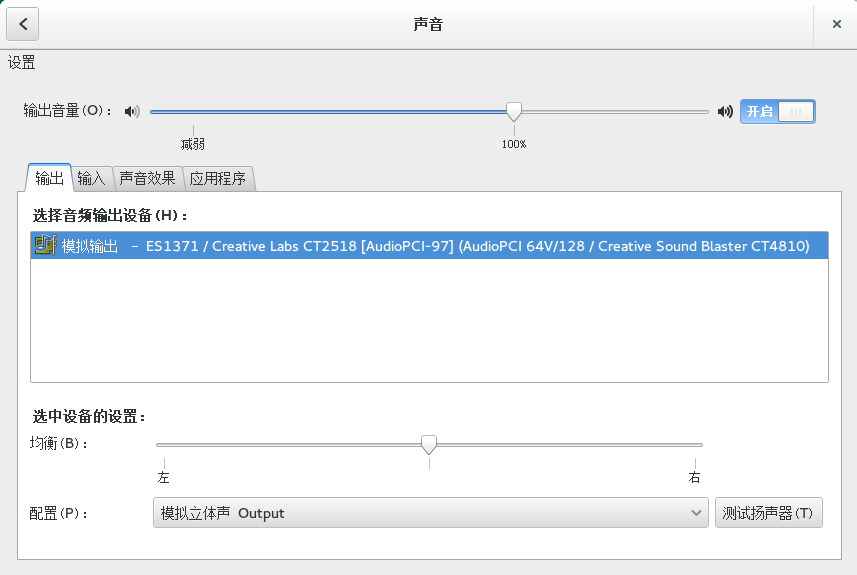 声音
设置
输出音量(O)： 开启
减弱 100%
输出 输入 声音效果 应用程序
选择音频输出设备(H)：
模拟输出 - ES1371 / Creative Labs CT2518 [AudioPCI-97] (AudioPCI 64V/128 / Creative Sound Blaster CT4810)
选中设备的设置：
均衡(B)：
左 右
配置(P)： 模拟立体声 Output 测试扬声器(T)